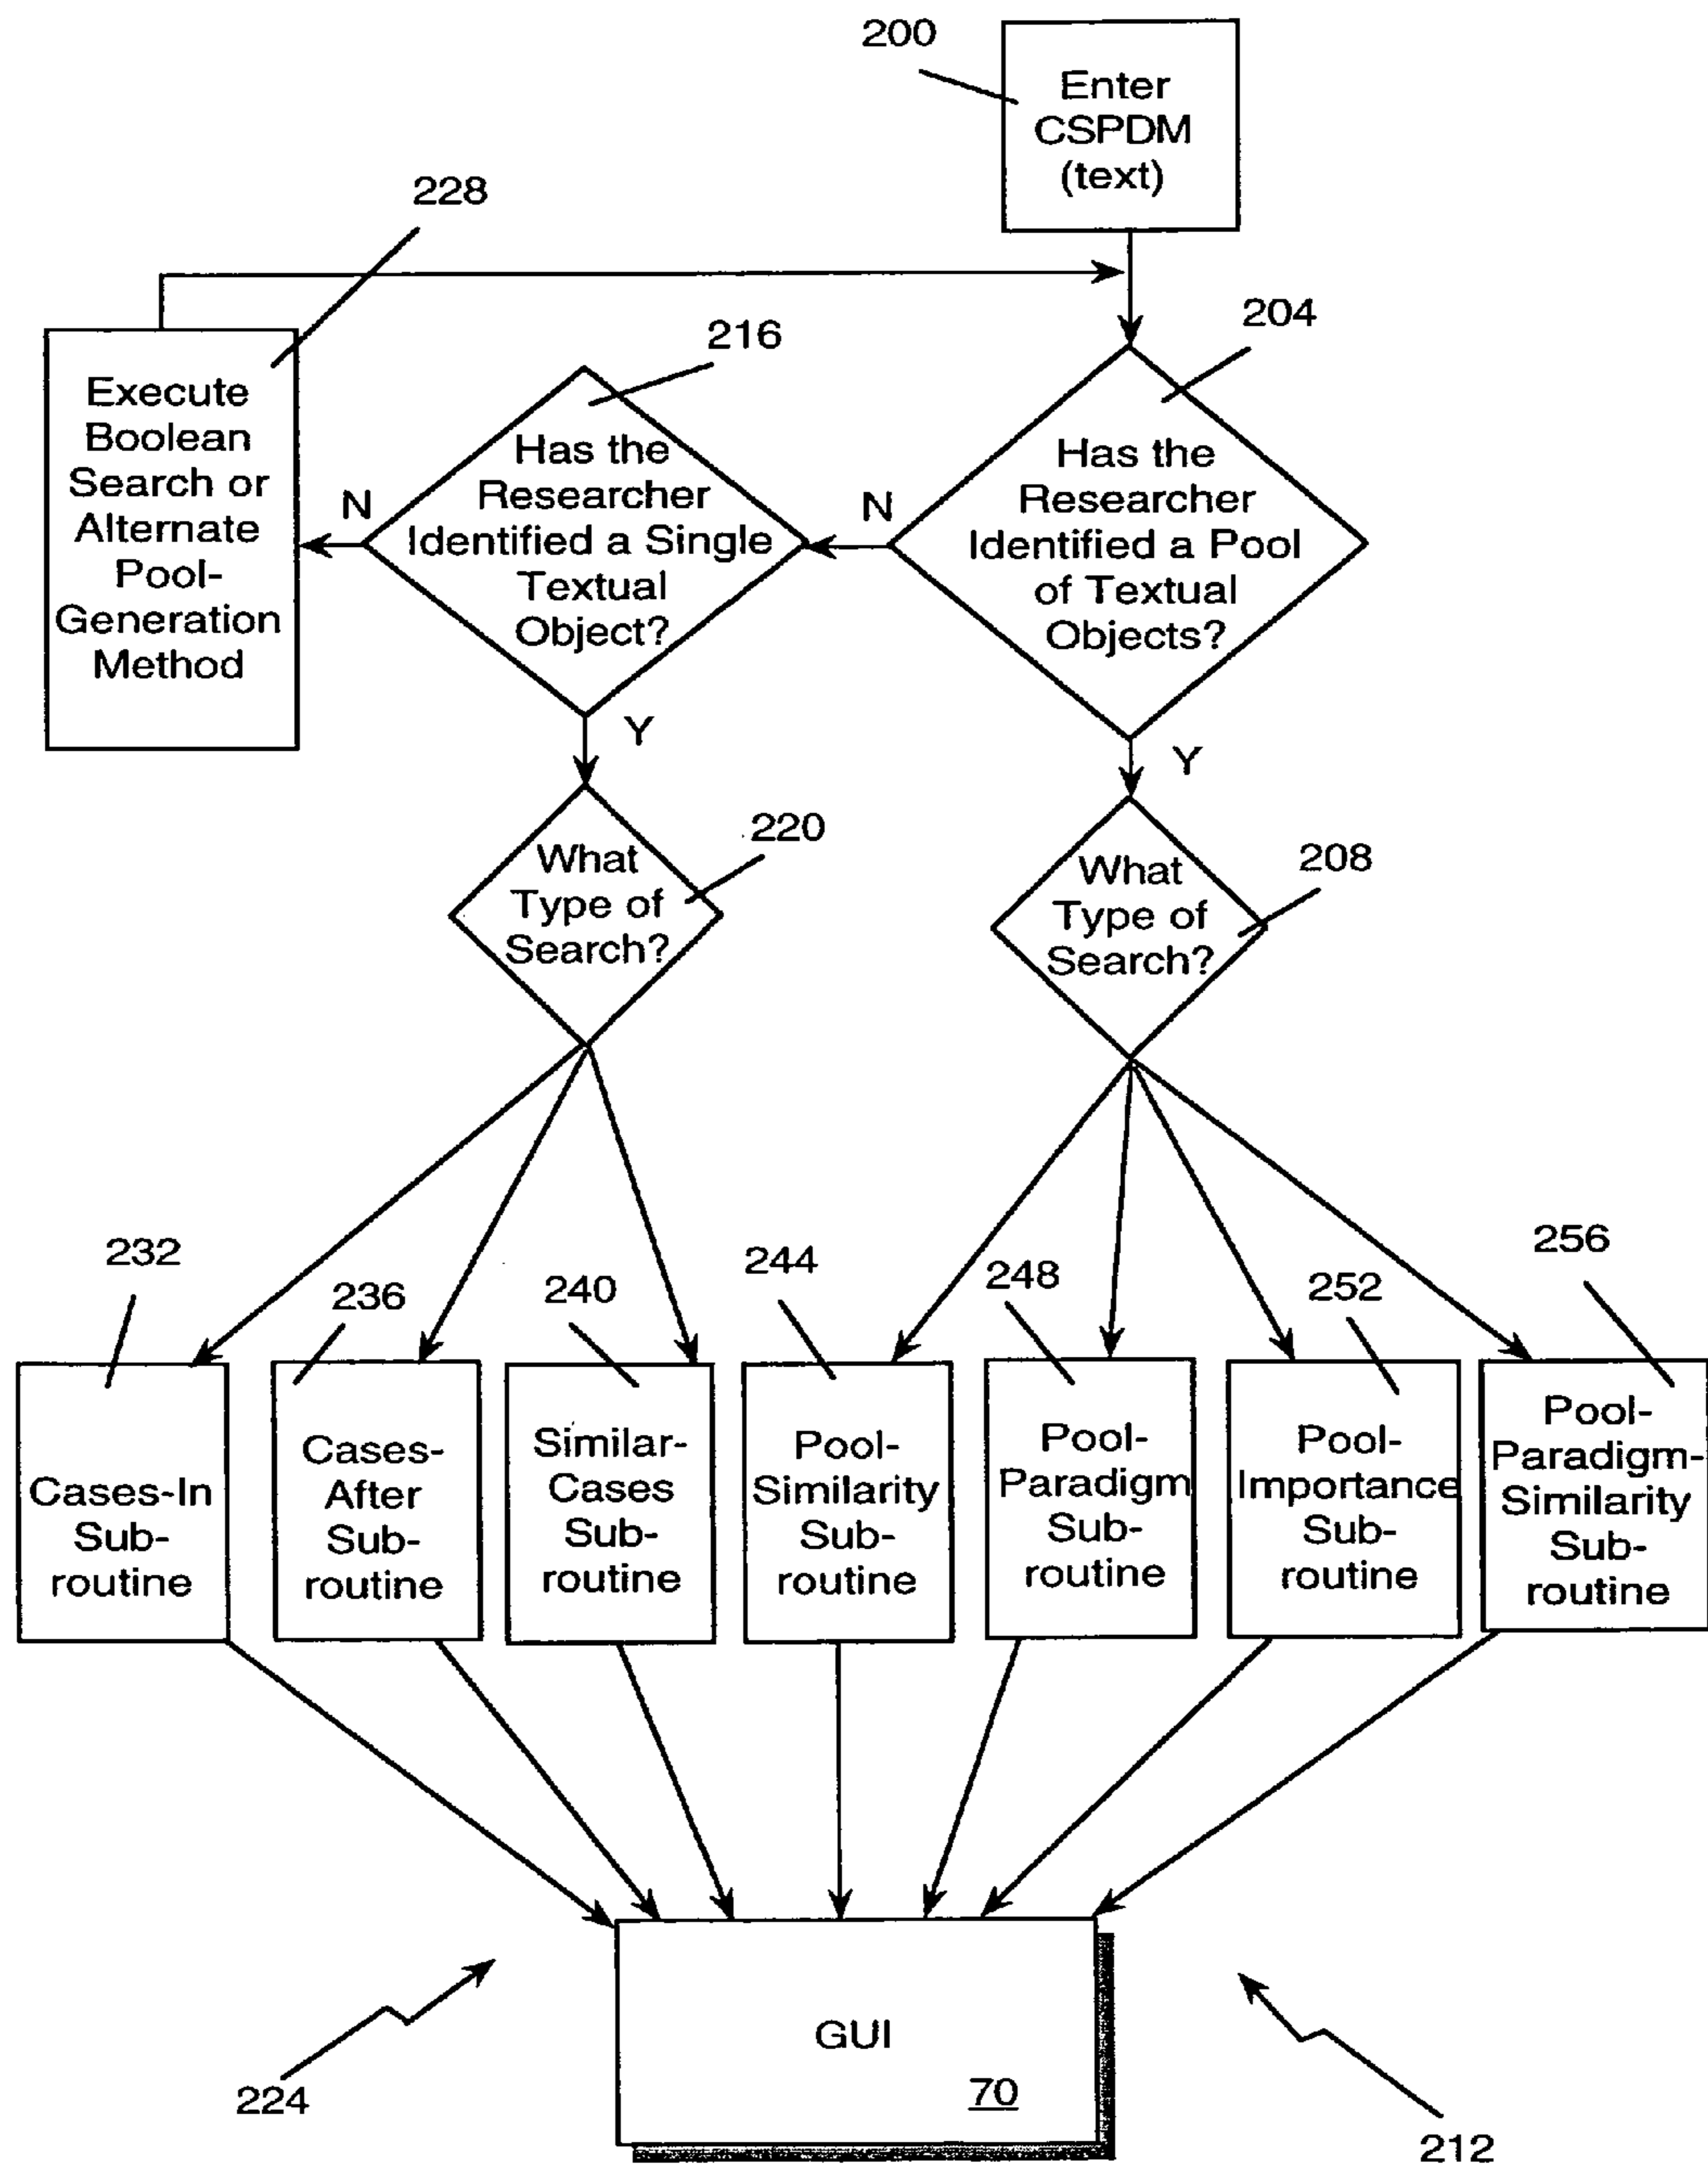 200
Enter
CSPDM
(text)
228
204
216
Execute
Boolean
Search or
Alternate
Pool-
Generation
Method
N
Has the
Researcher
Identified a Single
Textual
Object?
N
Has the
Researcher
Identified a Pool
of Textual
Objects?
Y
Y
220
What
Type of
Search?
208
What
Type of
Search?
232
236
240
244
248
252
256
Cases-In
Sub-
routine
Cases-
After
Sub-
routine
Similar-
Cases
Sub-
routine
Pool-
Similarity
Sub-
routine
Pool-
Paradigm
Sub-
routine
Pool-
Importance
Sub-
routine
Pool-
Paradigm-
Similarity
Sub-
routine
GUI
70
224
212